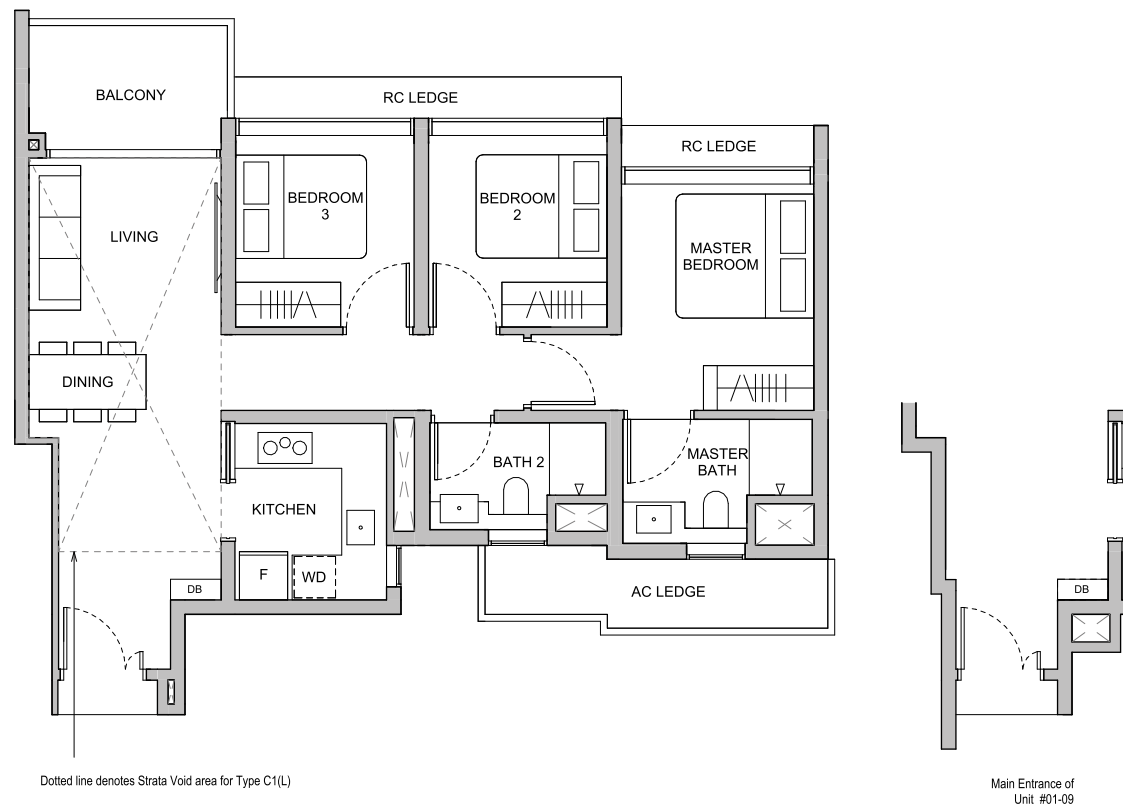 BALCONY
RC LEDGE
RC LEDGE
BEDROOM
3
BEDROOM
2
LIVING
MASTER
BEDROOM
DINING
BATH 2
MASTER
BATH
KITCHEN
F
WD
DB
AC LEDGE
DB
Dotted line denotes Strata Void area for Type C1(L)
Main Entrance of
Unit #01-09